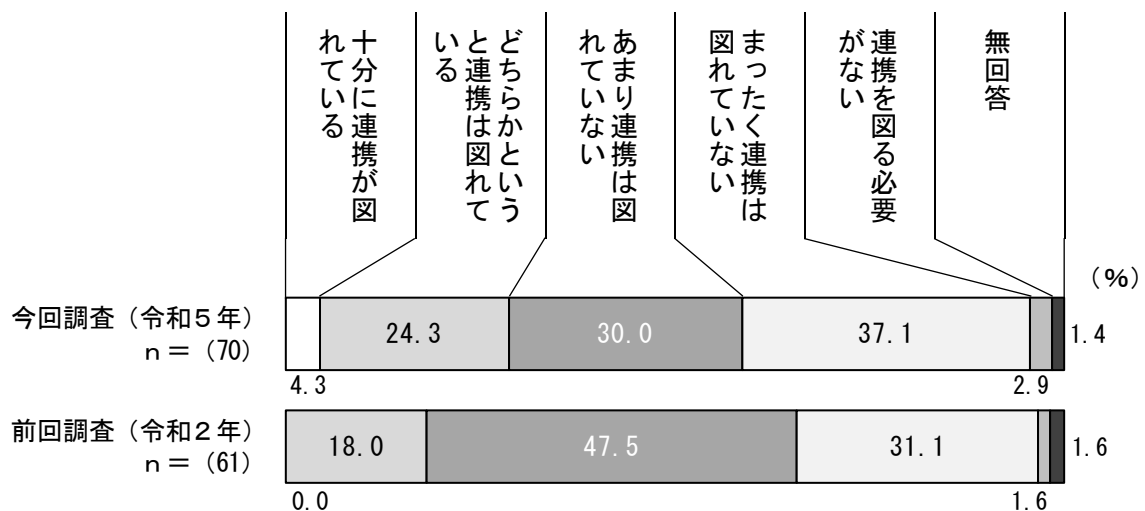 十分に連携が図
れている
どちらかという
と連携は図れて
いる
あまり連携は図
れていない
まったく連携は
図れていない
連携を図る必要
がない
無回答
(%)
今回調査（令和５年）
ｎ＝（70）
4.3
24.3
30.0
37.1
2.9
1.4
前回調査（令和２年）
ｎ＝（61）
0.0
18.0
47.5
31.1
1.6
1.6